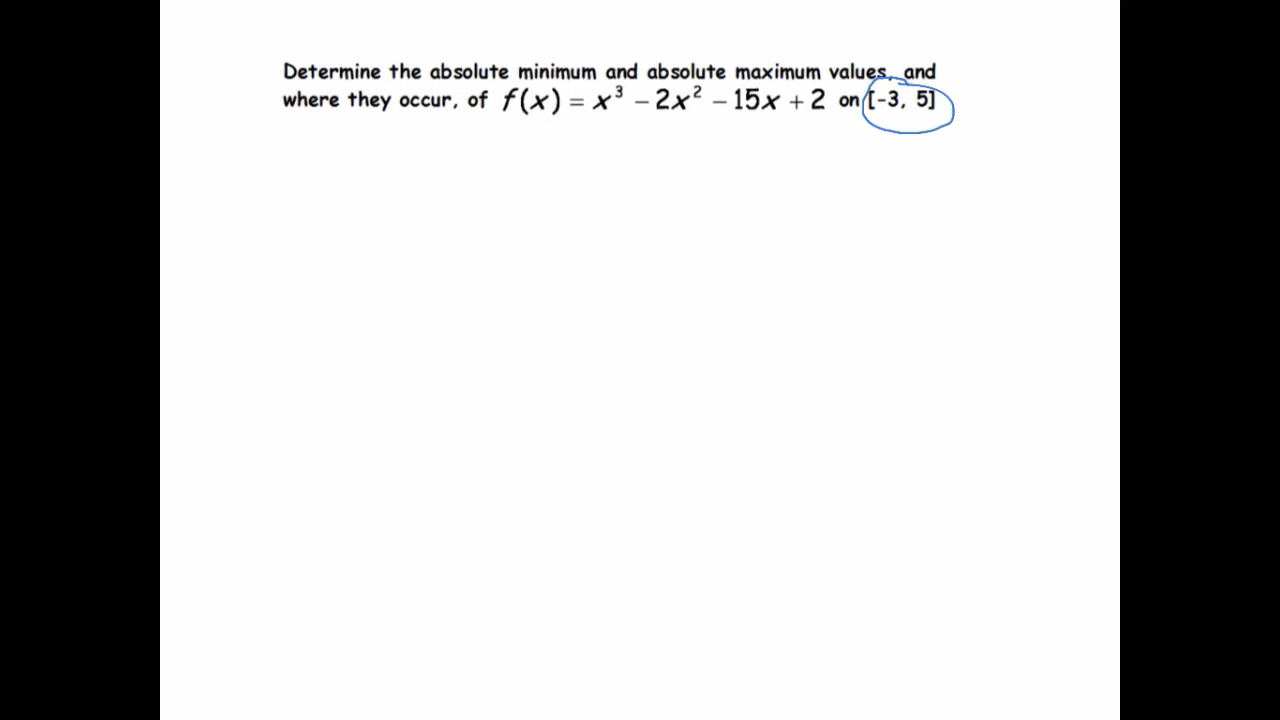 Determine the absolute minimum and absolute maximum values, and
where they occur, of f(x) = x³ − 2x² − 15x + 2 on [-3, 5]